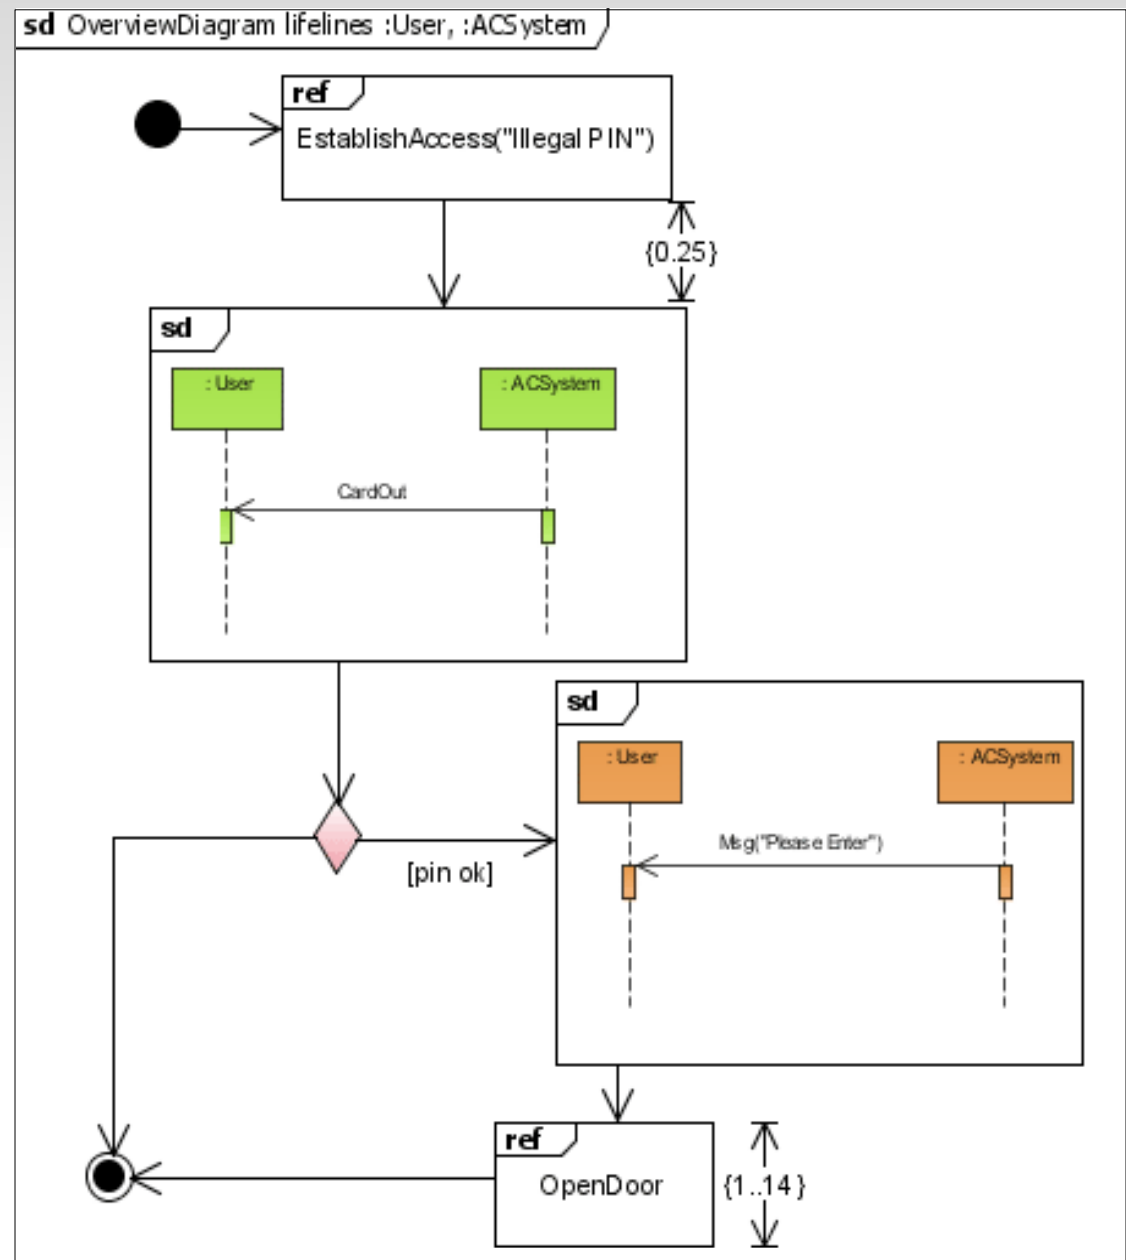 sd OverviewDiagram lifelines :User, :ACSystem
ref
EstablishAccess("Illegal PIN")
{0.25}
sd
: User
: ACSystem
CardOut
sd
: User
: ACSystem
Msg("Please Enter")
[pin ok]
ref
OpenDoor
{1..14}